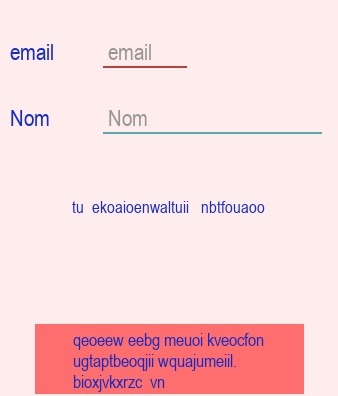 email email
Nom Nom
tu ekoaioenwaltuii nbtfouaoo
qeoeew eebg meuoi kveocfon
ugtaptbeoqjii wquajumeiil.
bioxjvkxrzc vn